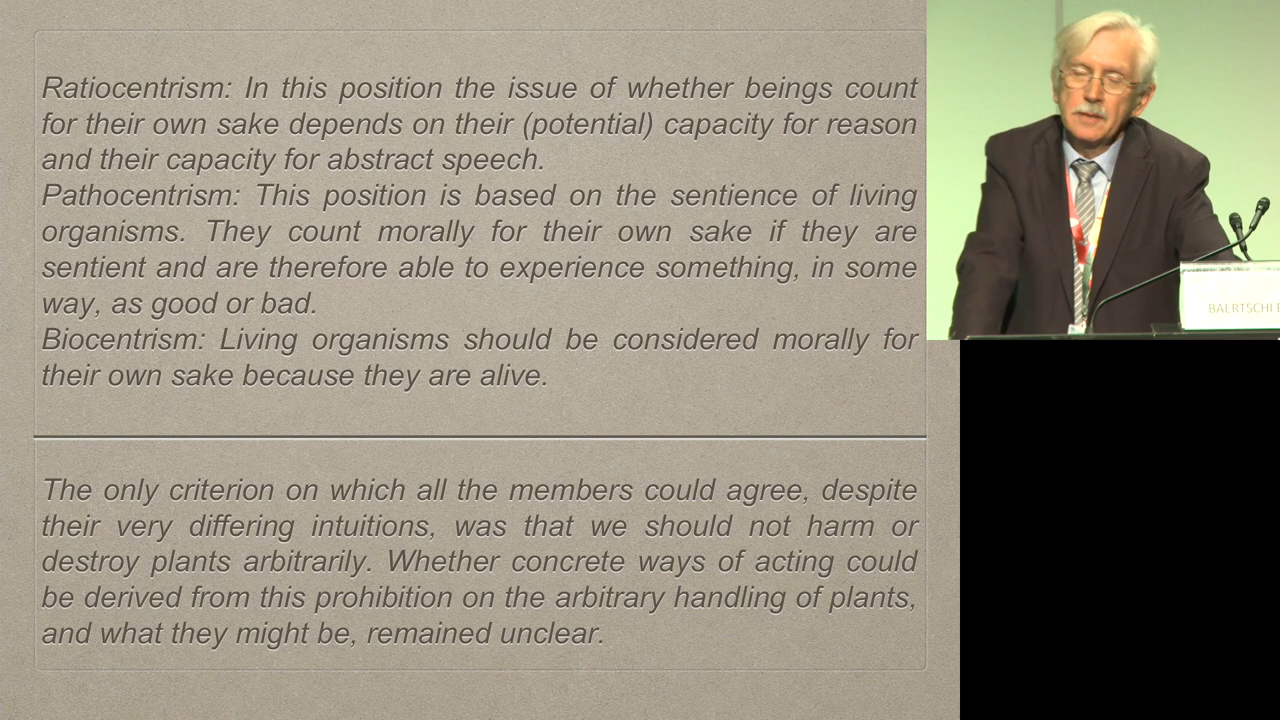 Ratiocentrism: In this position the issue of whether beings count
for their own sake depends on their (potential) capacity for reason
and their capacity for abstract speech.
Pathocentrism: This position is based on the sentience of living
organisms. They count morally for their own sake if they are
sentient and are therefore able to experience something, in some
way, as good or bad.
Biocentrism: Living organisms should be considered morally for
their own sake because they are alive.
The only criterion on which all the members could agree, despite
their very differing intuitions, was that we should not harm or
destroy plants arbitrarily. Whether concrete ways of acting could
be derived from this prohibition on the arbitrary handling of plants,
and what they might be, remained unclear.
BAERTSCHI